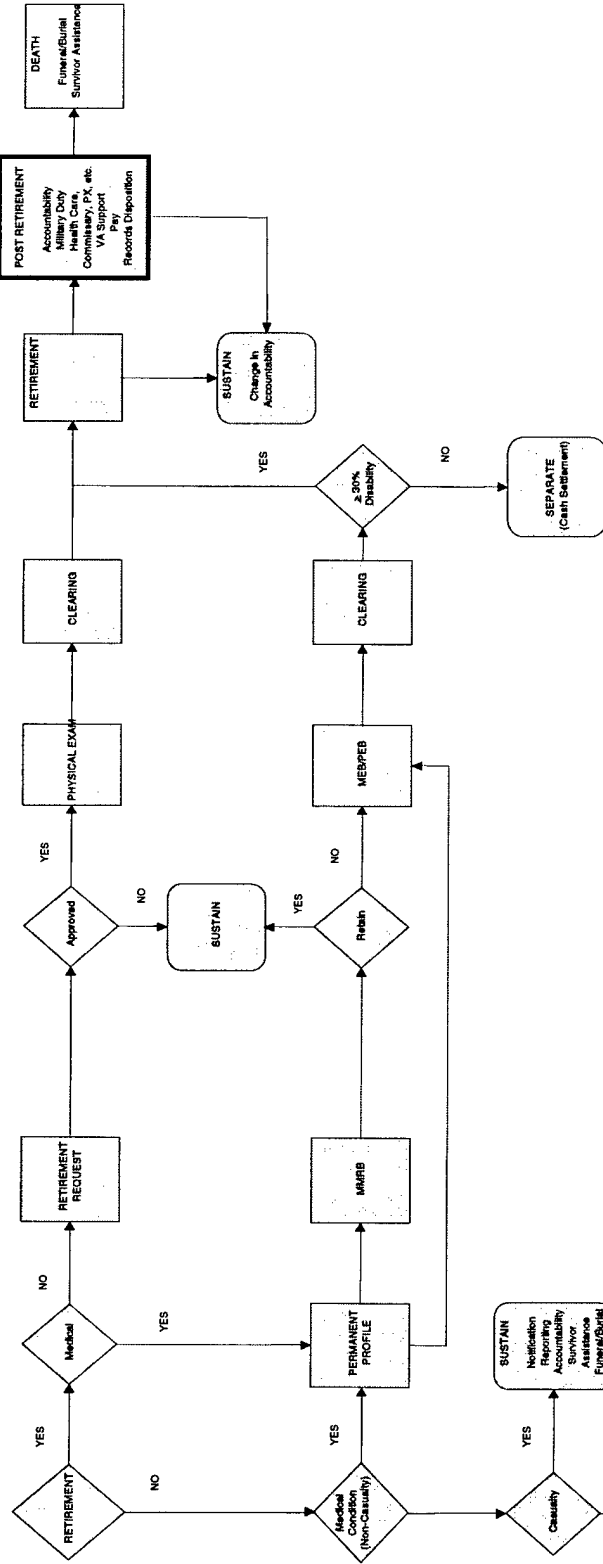 RETIREMENT
YES
Medical
NO
RETIREMENT
REQUEST
Approved
YES
PHYSICAL EXAM
CLEARING
RETIREMENT
POST RETIREMENT
Accountability
Military Duty
Health Care,
Commissary, PX, etc.
VA Support
Pay
Records Disposition
DEATH
Funeral/Burial
Survivor Assistance
NO
YES
NO
SUSTAIN
YES
SUSTAIN
Change in
Accountability
YES
Medical
Condition
(Non-Casualty)
YES
PERMANENT
PROFILE
MMRB
Retain
NO
MEB/PEB
CLEARING
≥ 30%
Disability
NO
SEPARATE
(Cash Settlement)
Casualty
YES
SUSTAIN
Notification
Reporting
Accountability
Survivor
Assistance
Funeral/Burial